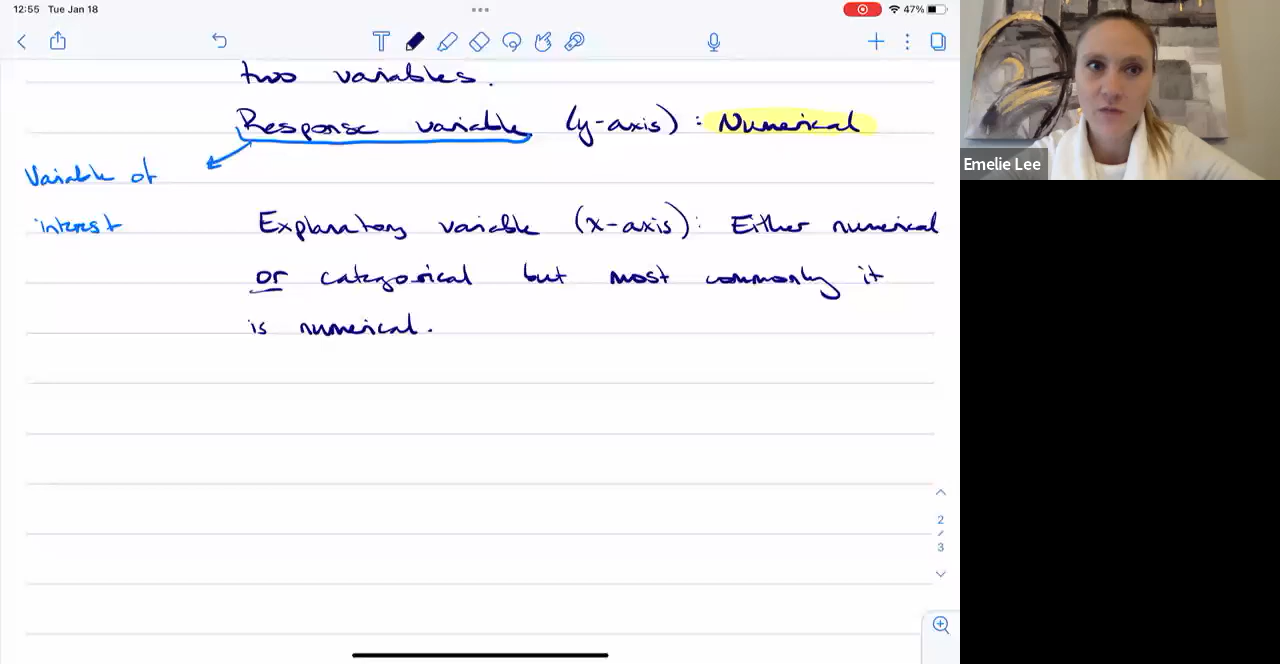 12:55 Tue Jan 18
47%
T
two variables.
Response variable (y-axis) : Numerical
Variable of
interest
Explanatory variable (x-axis) : Either numerical
or categorical but most commonly it
is numerical.
Emelie Lee
2
/
3